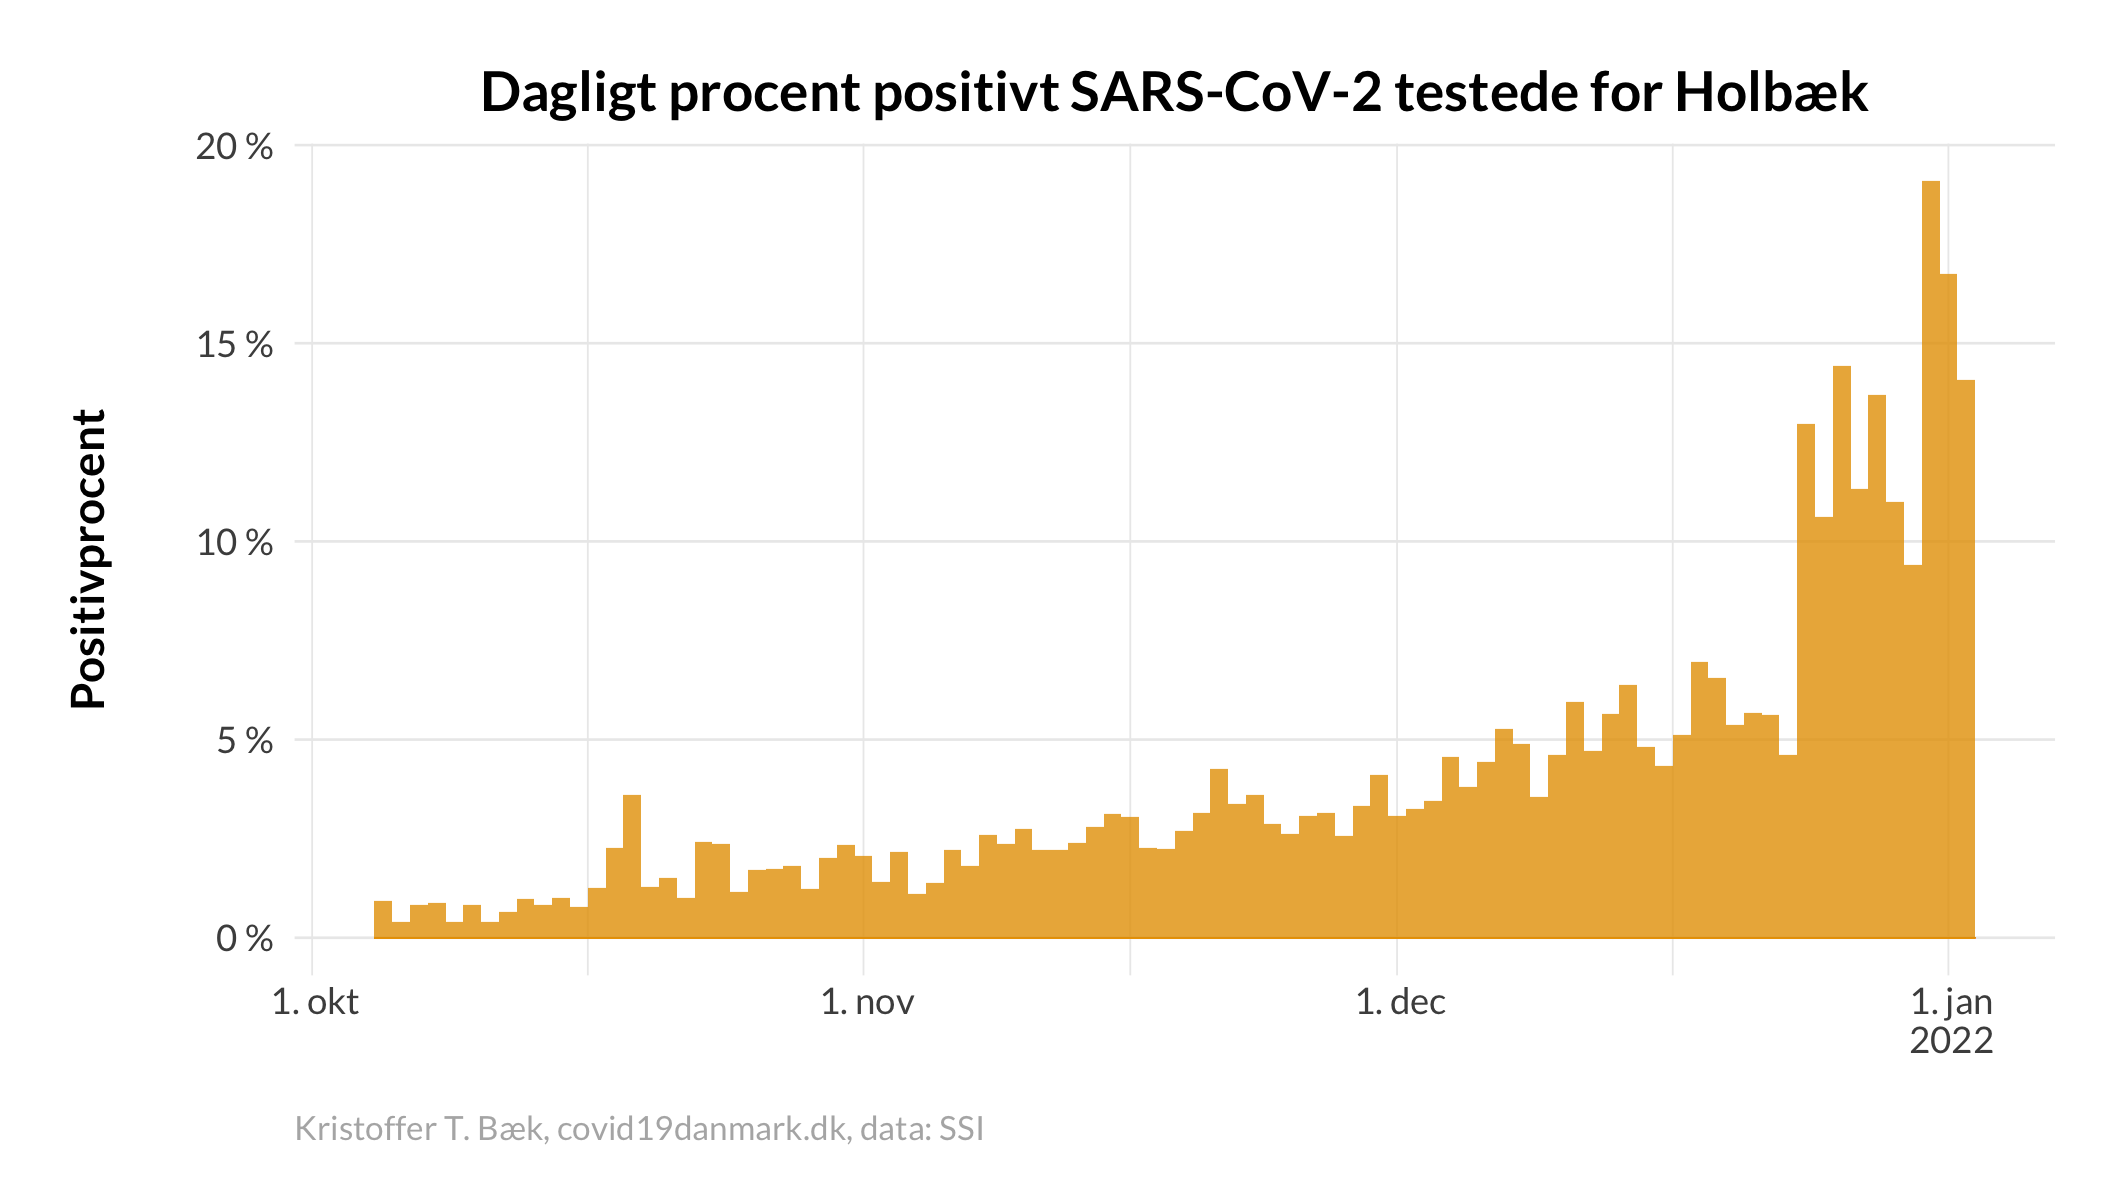 Dagligt procent positivt SARS-CoV-2 testede for Holbæk
Positivprocent
20 %
15 %
10 %
5 %
0 %
1. okt
1. nov
1. dec
1. jan
2022
Kristoffer T. Bæk, covid19danmark.dk, data: SSI